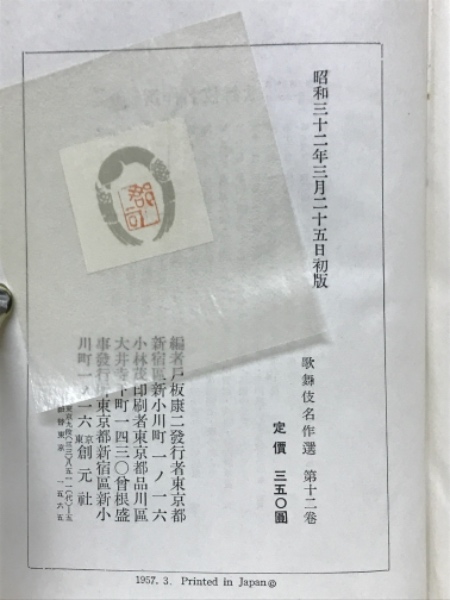 昭和三十二年三月二十五日初版
歌舞伎名作選　第十二卷
定價　三五〇圓
編者戸板康二發行者東京都
新宿區新小川町一ノ一六
小林茂印刷者東京都品川區
大井寺下町一四三〇曾根盛
事發行所東京都新宿區新小
川町一ノ一六東京創元社
1957. 3. Printed in Japan©